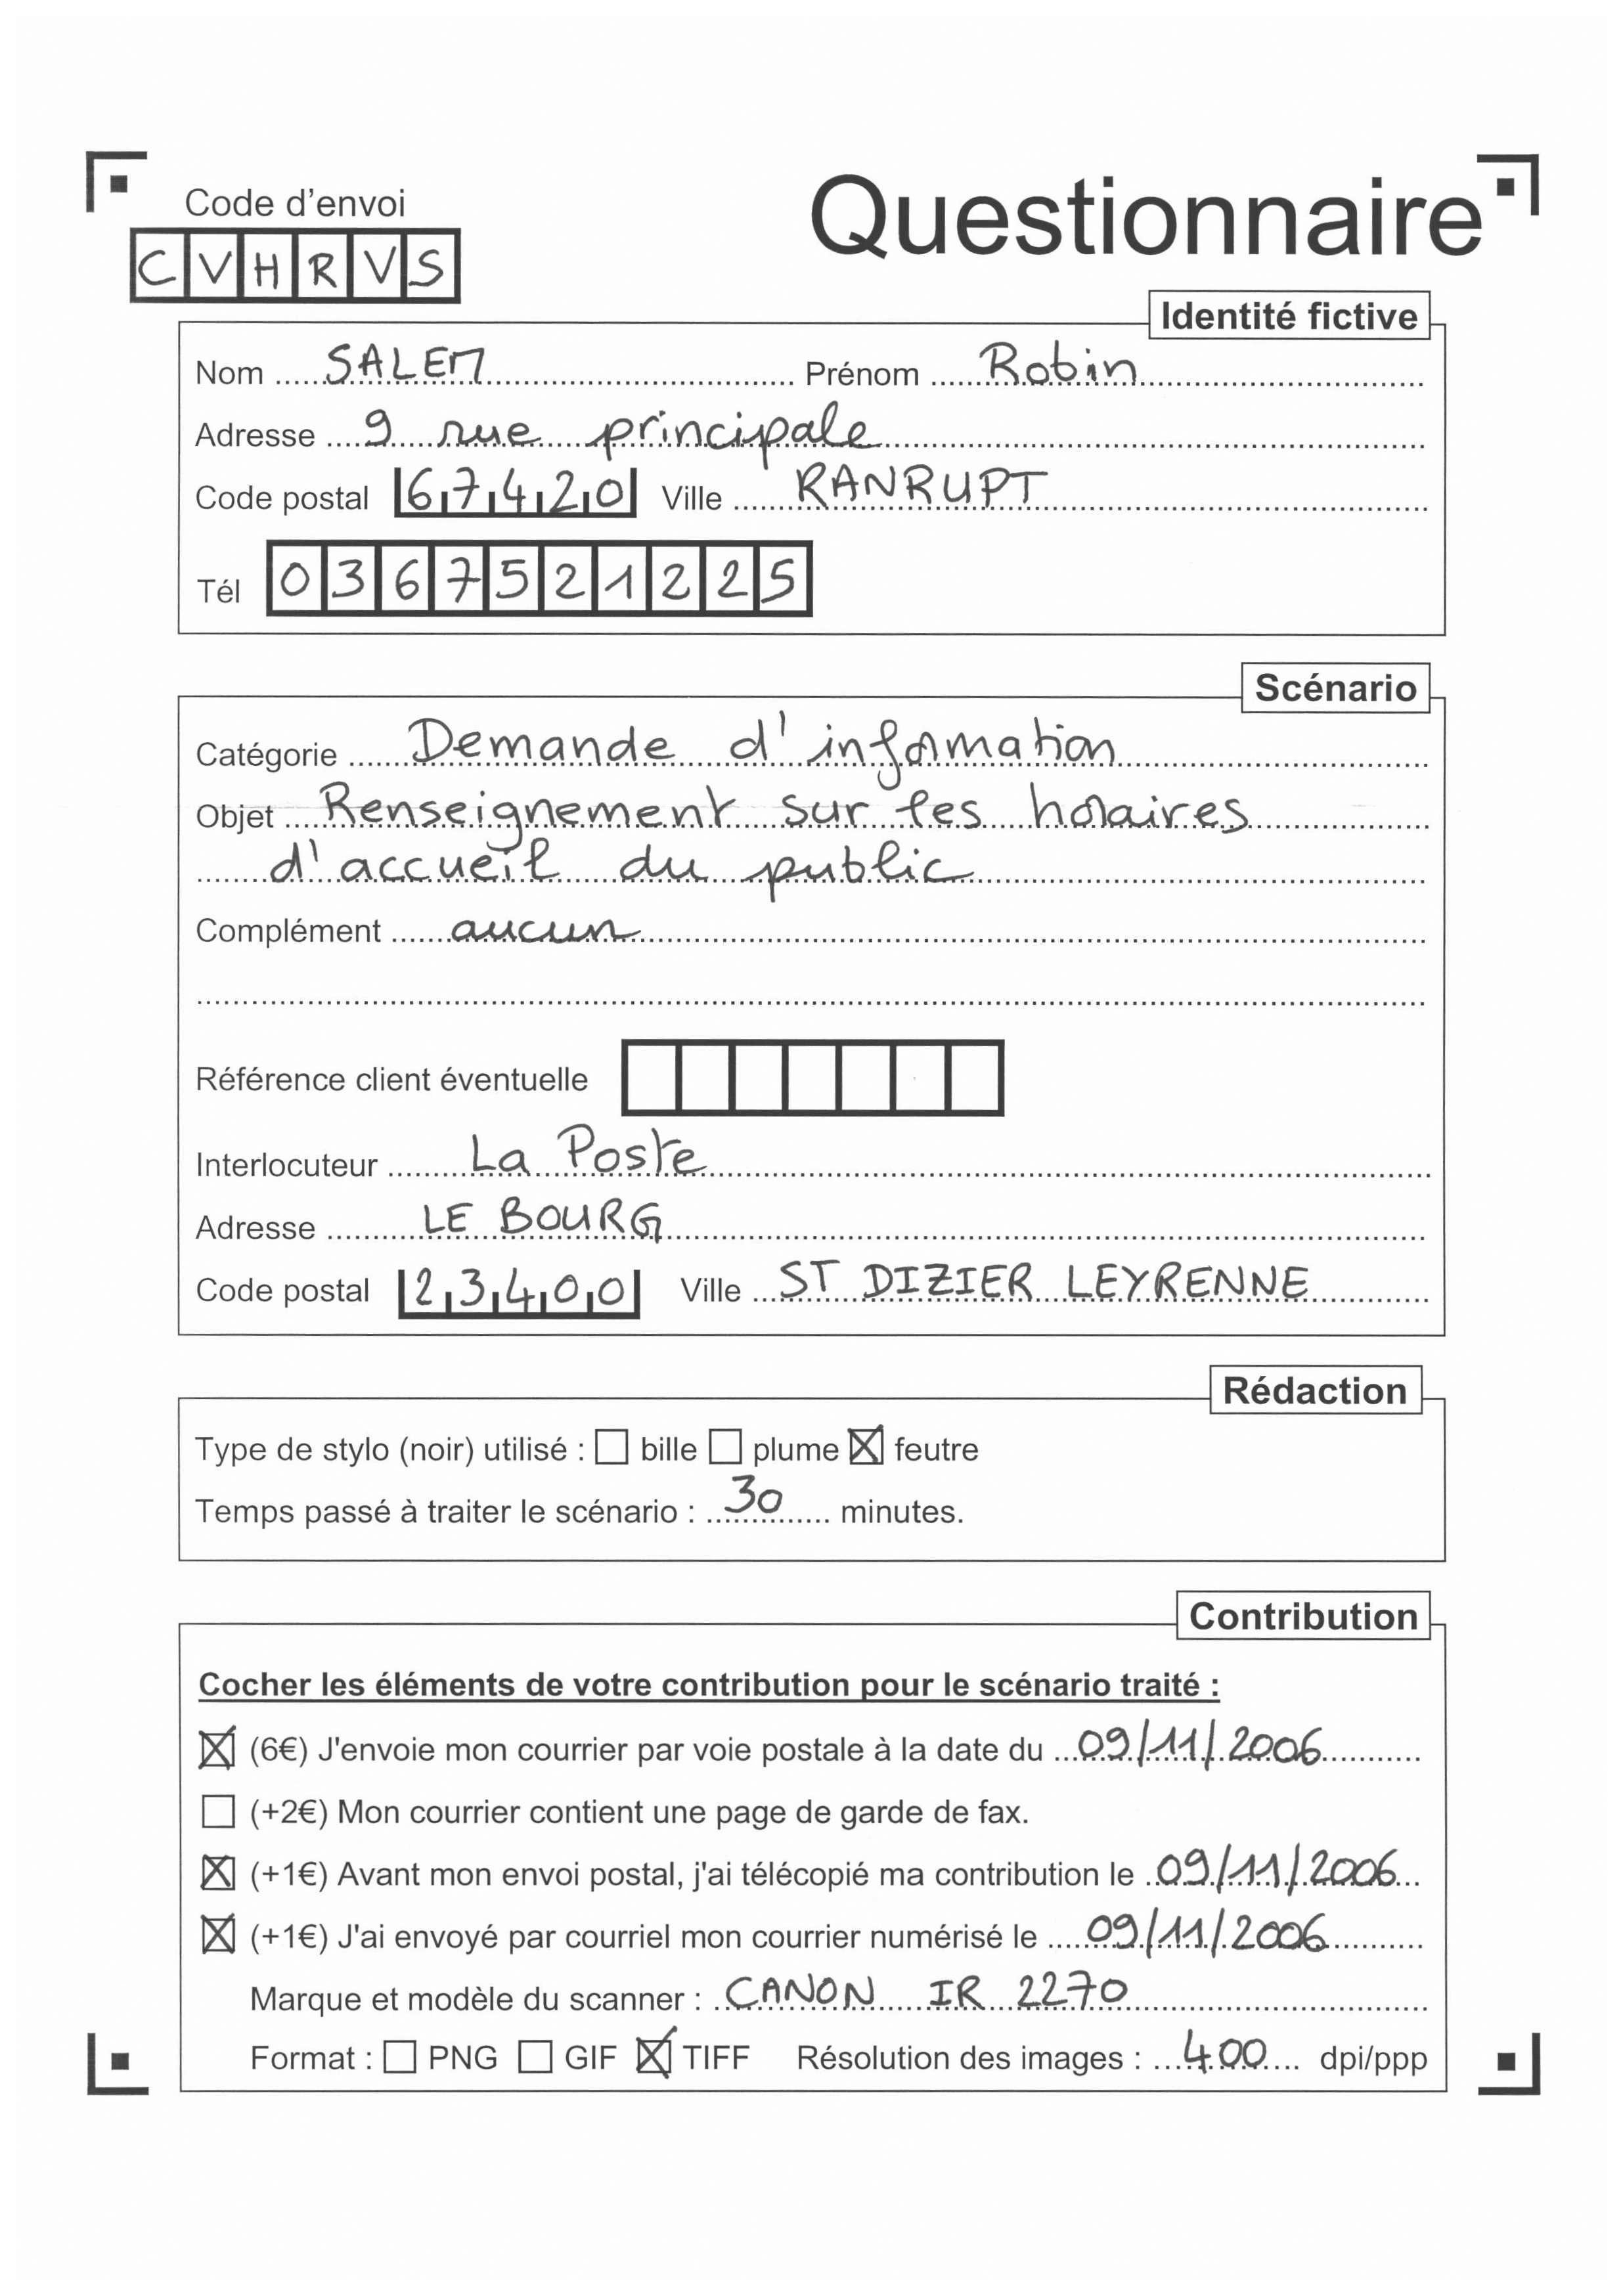 Code d'envoi
Questionnaire
CVHRVS
Identité fictive
Nom SALEM Prénom Robin
Adresse 9 rue principale
Code postal 67420 Ville RANRUPT
Tél 0367521225
Scénario
Catégorie Demande d'information
Objet Renseignement sur les horaires
d'accueil du public
Complément aucun
Référence client éventuelle
Interlocuteur La Poste
Adresse LE BOURG
Code postal 23400 Ville ST DIZIER LEYRENNE
Rédaction
Type de stylo (noir) utilisé : ☐ bille ☐ plume ☒ feutre
Temps passé à traiter le scénario : 30 minutes.
Contribution
Cocher les éléments de votre contribution pour le scénario traité :
☒ (6€) J'envoie mon courrier par voie postale à la date du 09/11/2006
☐ (+2€) Mon courrier contient une page de garde de fax.
☒ (+1€) Avant mon envoi postal, j'ai télécopié ma contribution le 09/11/2006
☒ (+1€) J'ai envoyé par courriel mon courrier numérisé le 09/11/2006
Marque et modèle du scanner : CANON IR 2270
Format : ☐ PNG ☐ GIF ☒ TIFF Résolution des images : 400 dpi/ppp